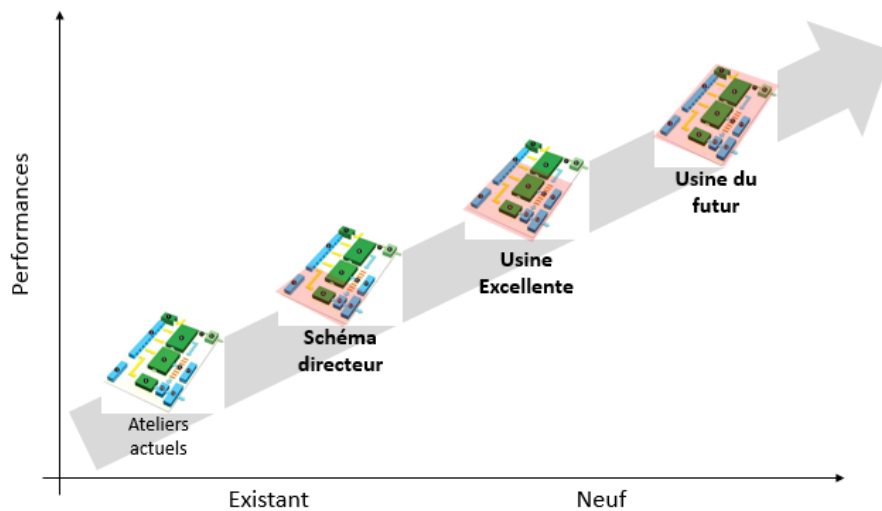 Performances
Usine du
futur
Usine
Excellente
Schéma
directeur
Ateliers
actuels
Existant
Neuf